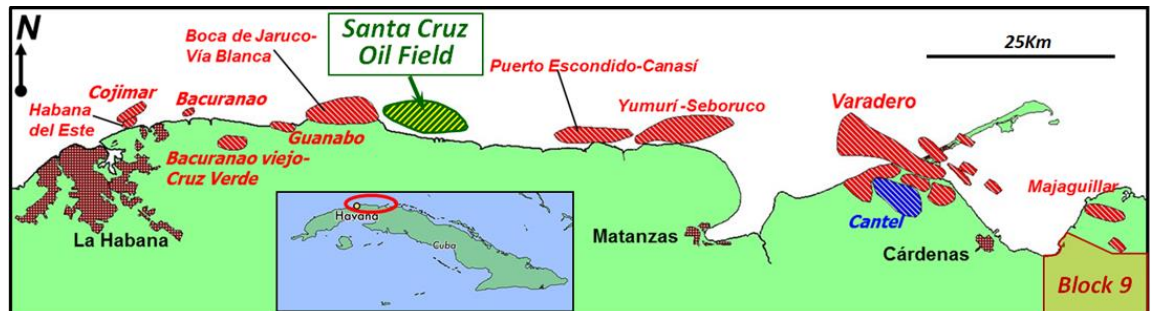 N
Santa Cruz
Oil Field
Boca de Jaruco-
Vía Blanca
25Km
Puerto Escondido-Canasí
Cojimar
Bacuranao
Yumurí -Seboruco
Varadero
Habana
del Este
Guanabo
Bacuranao viejo-
Cruz Verde
Majaguillar
Havana
Cuba
La Habana
Matanzas
Cantel
Cárdenas
Block 9